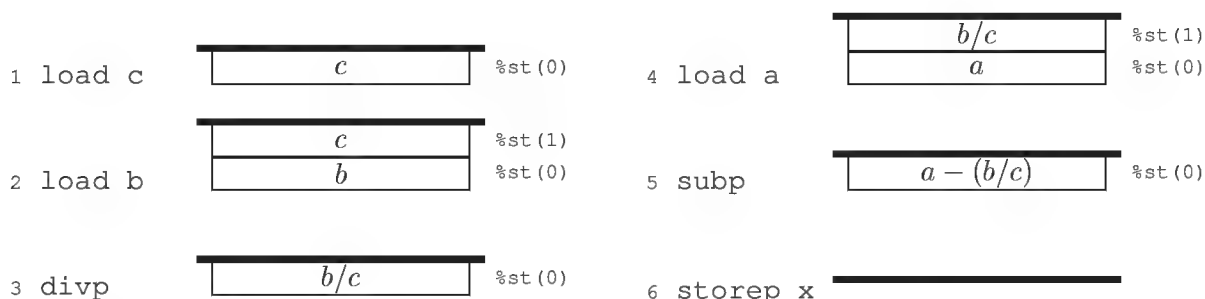 1 load c
c
%st(0)
2 load b
c
%st(1)
b
%st(0)
3 divp
b/c
%st(0)
4 load a
b/c
%st(1)
a
%st(0)
5 subp
a − (b/c)
%st(0)
6 storep x